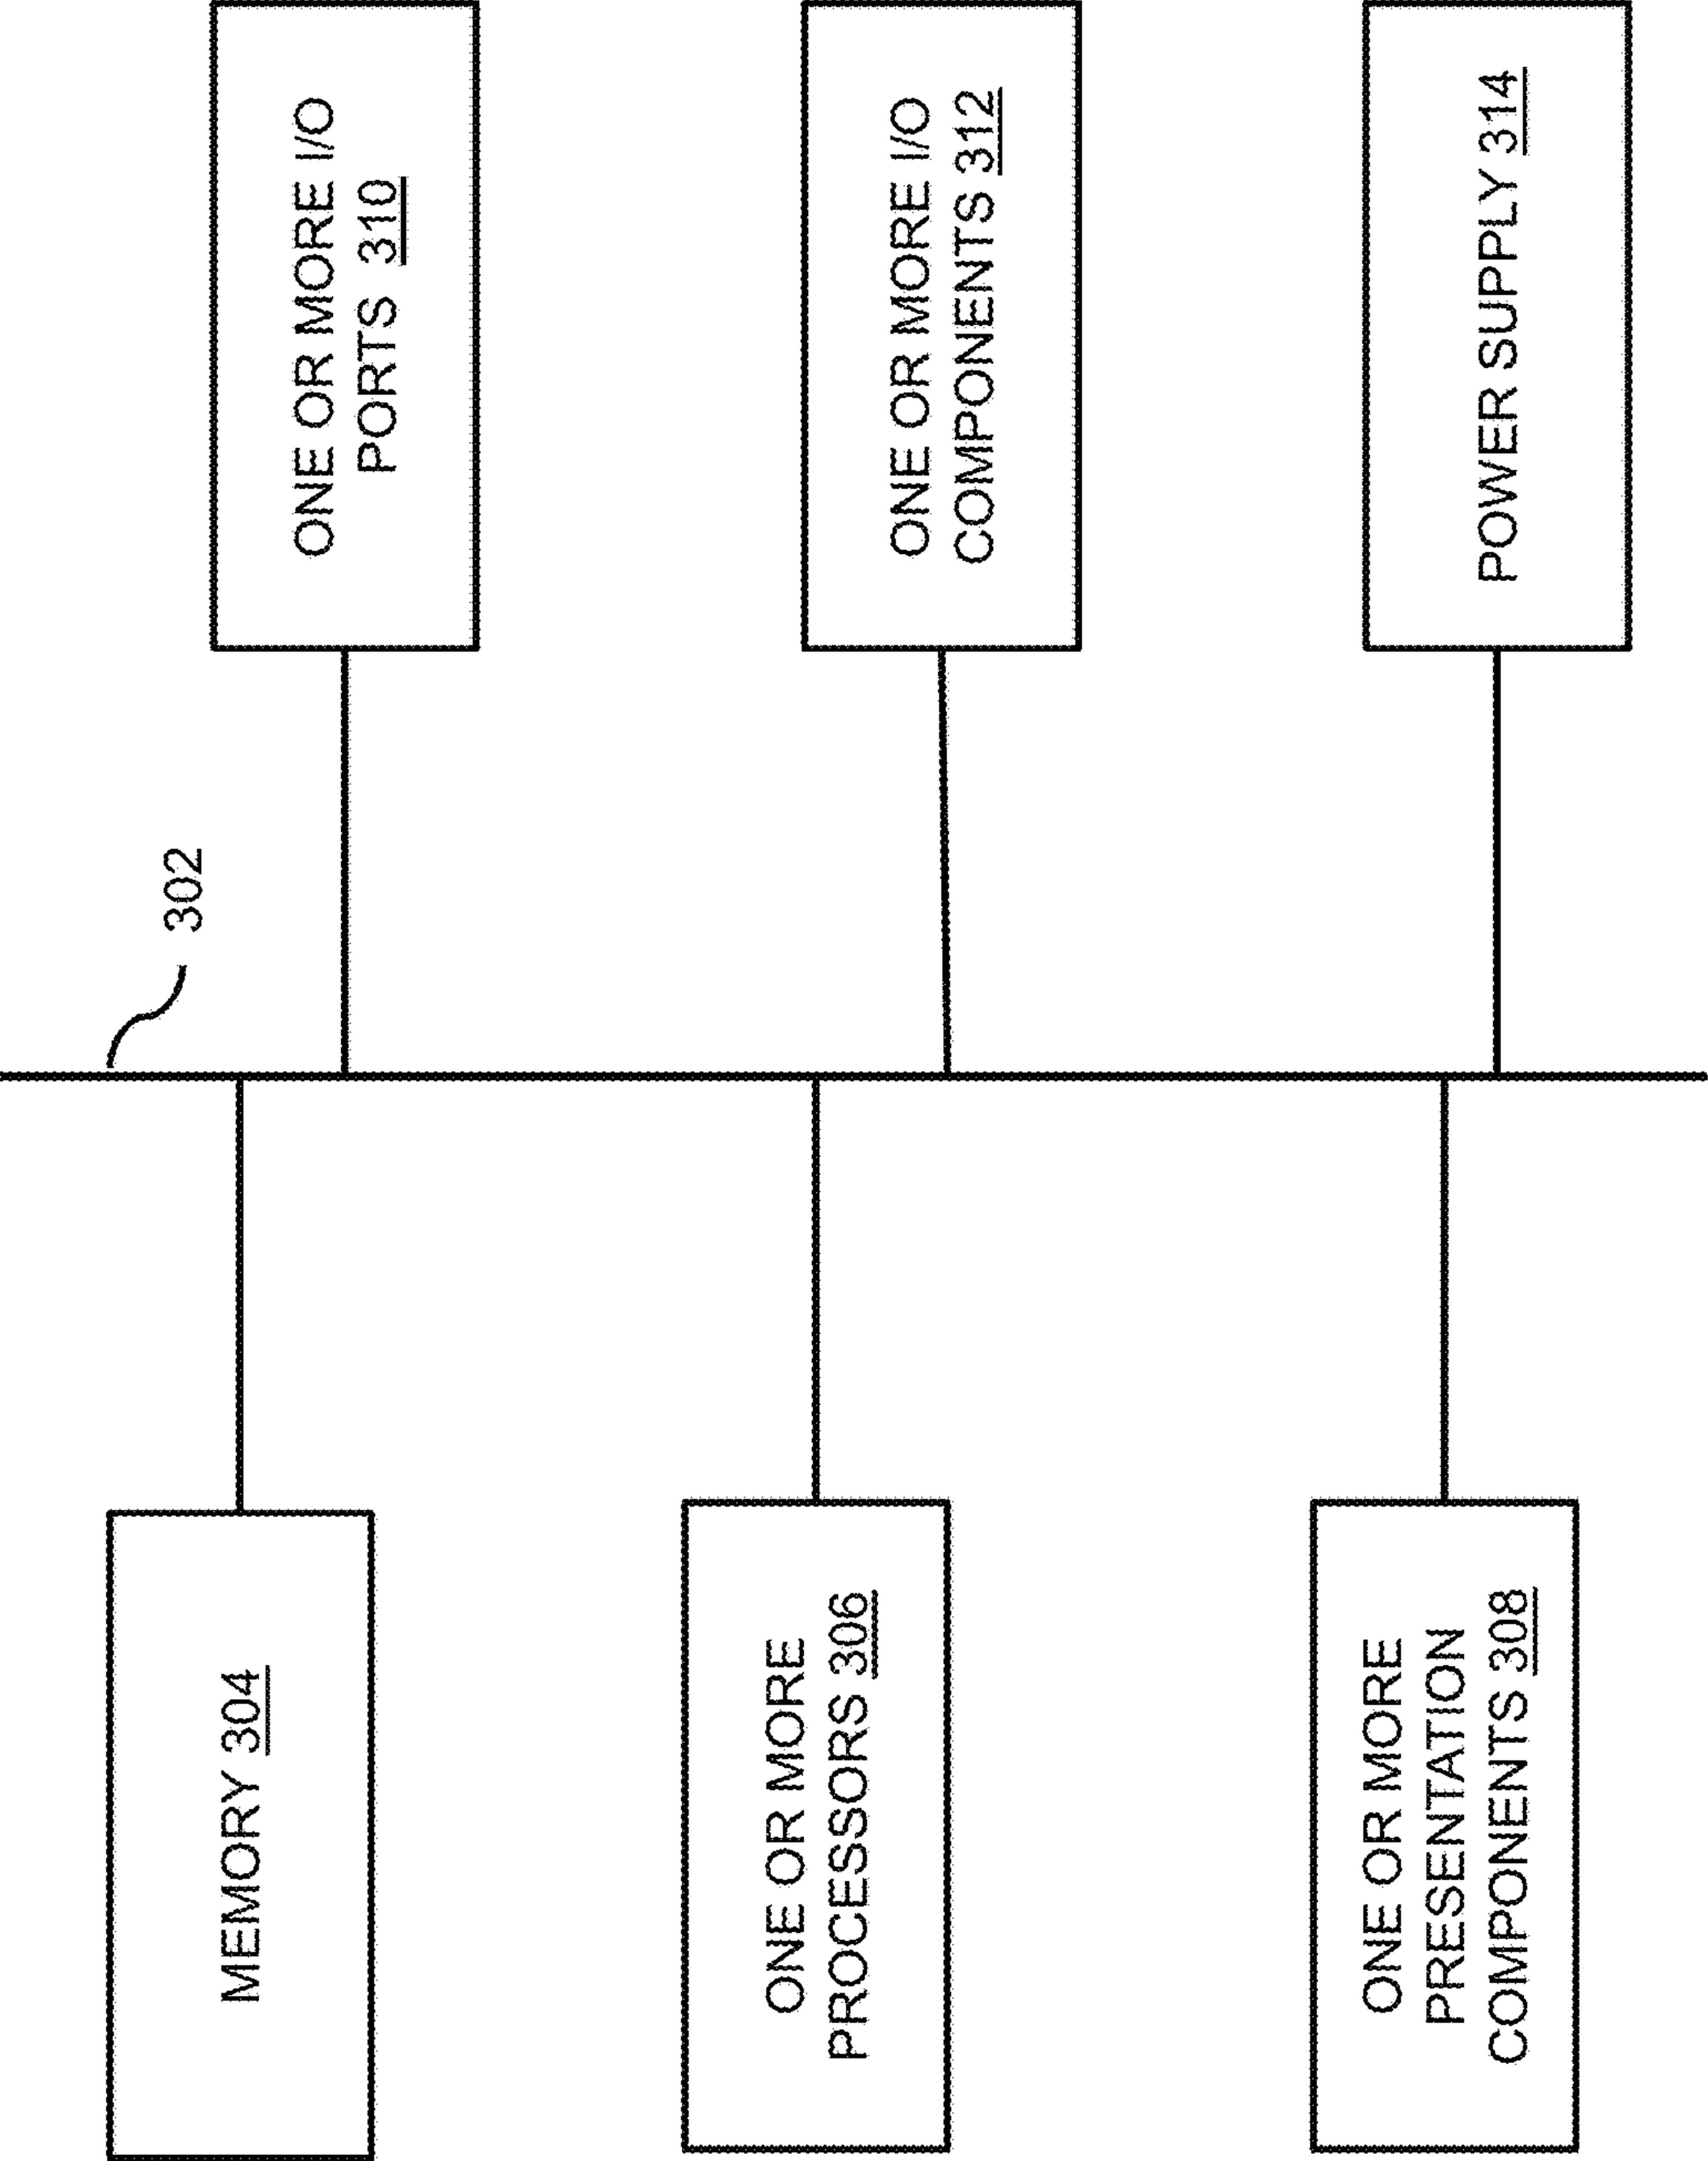 302
MEMORY 304
ONE OR MORE I/O
PORTS 310
ONE OR MORE
PROCESSORS 306
ONE OR MORE I/O
COMPONENTS 312
ONE OR MORE
PRESENTATION
COMPONENTS 308
POWER SUPPLY 314